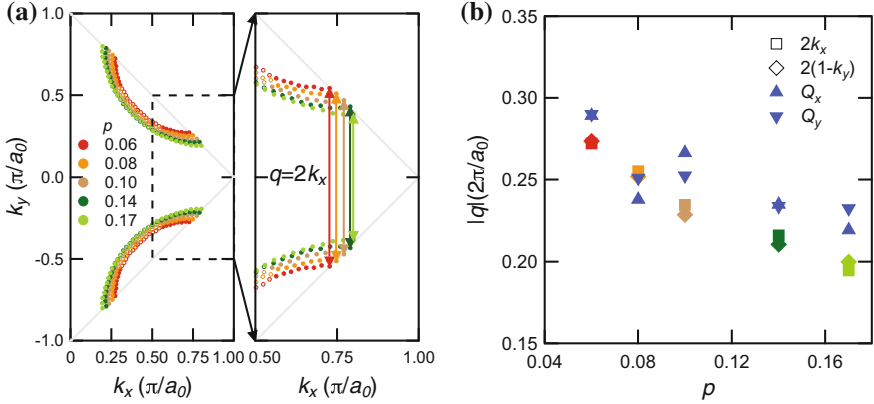 (a)
1.0
0.5
0.0
-0.5
-1.0
k_y (π/a_0)
p
0.06
0.08
0.10
0.14
0.17
0
0.25
0.50
0.75
1.00
k_x (π/a_0)
q=2k_x
0.50
0.75
1.00
k_x (π/a_0)
(b)
0.35
0.30
0.25
0.20
0.15
|q|(2π/a_0)
2k_x
2(1-k_y)
Q_x
Q_y
0.04
0.08
0.12
0.16
p